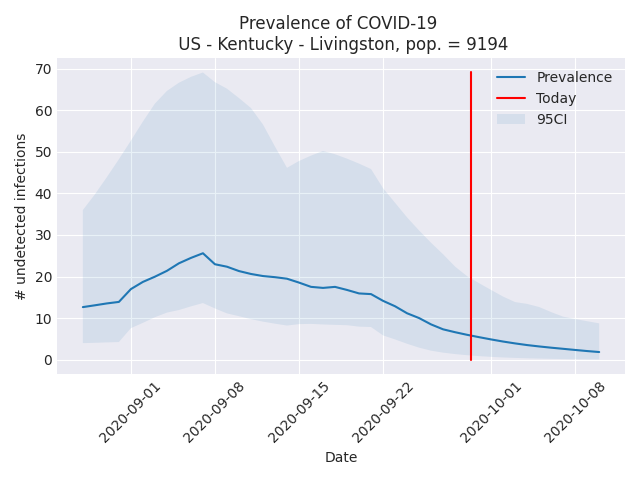 Prevalence of COVID-19
US - Kentucky - Livingston, pop. = 9194
Prevalence
Today
95CI
# undetected infections
70
60
50
40
30
20
10
0
2020-09-01
2020-09-08
2020-09-15
2020-09-22
2020-10-01
2020-10-08
Date